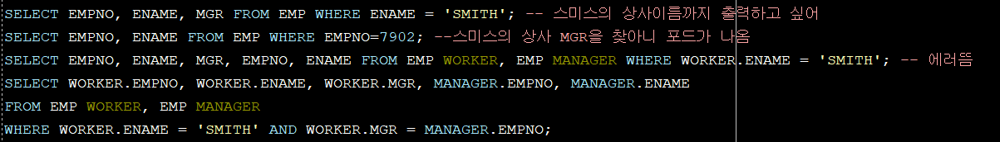 SELECT EMPNO, ENAME, MGR FROM EMP WHERE ENAME = 'SMITH'; -- 스미스의 상사이름까지 출력하고 싶어
SELECT EMPNO, ENAME FROM EMP WHERE EMPNO=7902; --스미스의 상사 MGR을 찾아니 포드가 나옴
SELECT EMPNO, ENAME, MGR, EMPNO, ENAME FROM EMP WORKER, EMP MANAGER WHERE WORKER.ENAME = 'SMITH'; -- 에러뜸
SELECT WORKER.EMPNO, WORKER.ENAME, WORKER.MGR, MANAGER.EMPNO, MANAGER.ENAME
FROM EMP WORKER, EMP MANAGER
WHERE WORKER.ENAME = 'SMITH' AND WORKER.MGR = MANAGER.EMPNO;